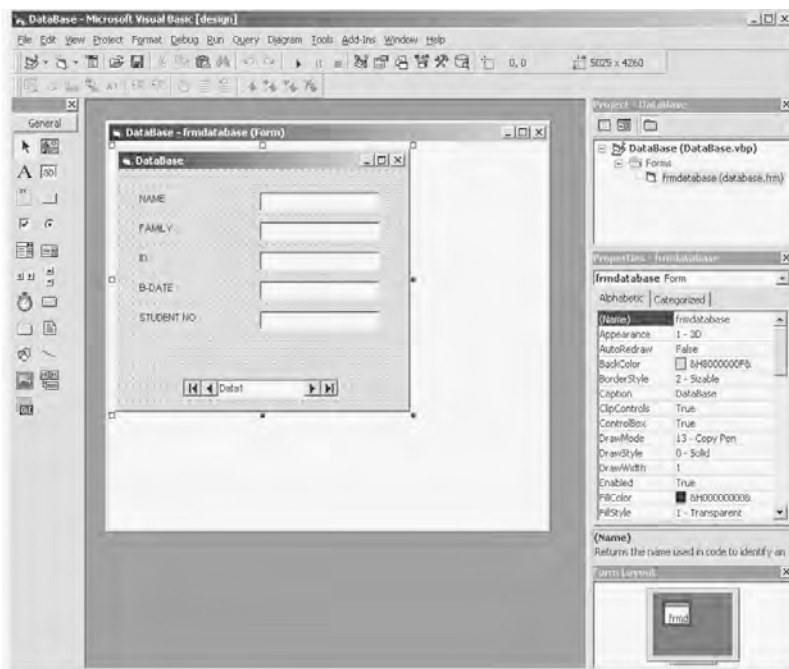 DataBase - Microsoft Visual Basic [design]
File Edit View Project Format Debug Run Query Diagram Tools Add-Ins Window Help
0, 0
5025 x 4260
General
DataBase - frmdatabase (Form)
DataBase
NAME
FAMILY
ID
B-DATE
STUDENT NO
Data1
Project - DataBase
DataBase (DataBase.vbp)
Forms
frmdatabase (database.frm)
Properties - frmdatabase
frmdatabase Form
Alphabetic Categorized
(Name) frmdatabase
Appearance 1 - 3D
AutoRedraw False
BackColor &H8000000F&
BorderStyle 2 - Sizable
Caption DataBase
ClipControls True
ControlBox True
DrawMode 13 - Copy Pen
DrawStyle 0 - Solid
DrawWidth 1
Enabled True
FillColor &H00000000&
FillStyle 1 - Transparent
(Name)
Returns the name used in code to identify an
Form Layout
frmd